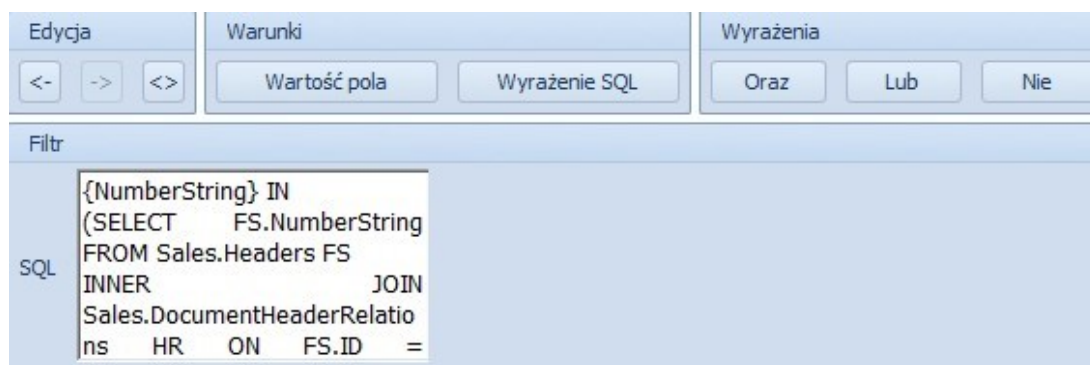 Edycja Warunki Wyrażenia
<- -> <> Wartość pola Wyrażenie SQL Oraz Lub Nie
Filtr
SQL
{NumberString} IN
(SELECT FS.NumberString
FROM Sales.Headers FS
INNER JOIN
Sales.DocumentHeaderRelatio
ns HR ON FS.ID =